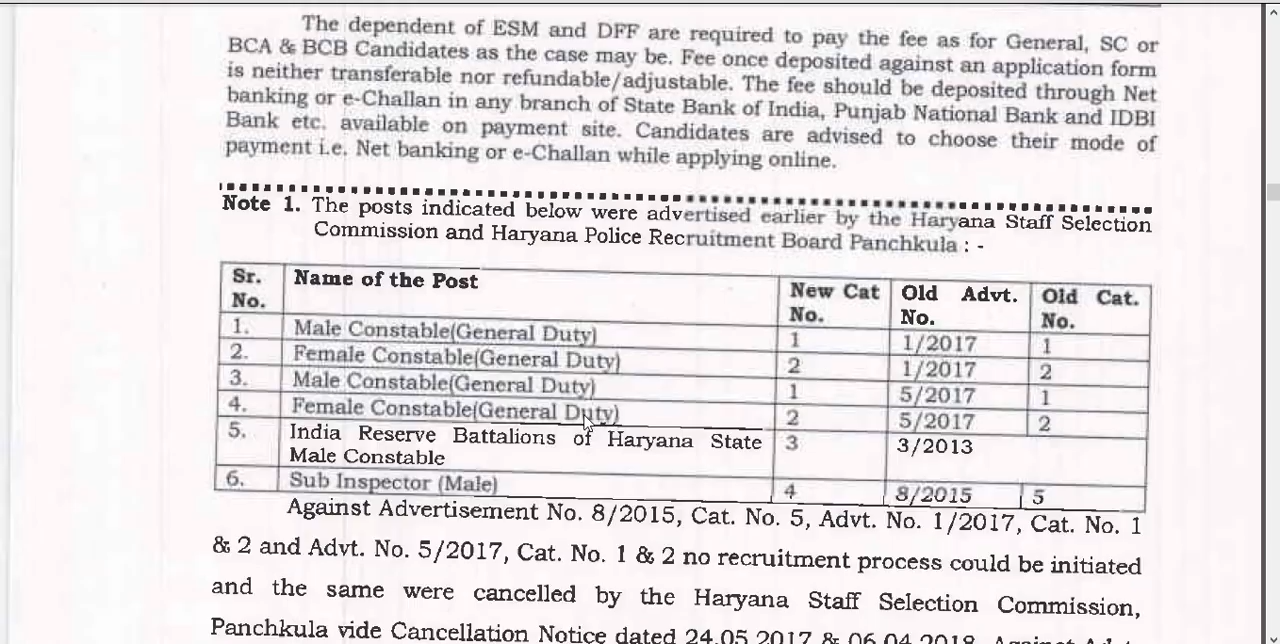 The dependent of ESM and DFF are required to pay the fee as for General, SC or
BCA & BCB Candidates as the case may be. Fee once deposited against an application form
is neither transferable nor refundable/adjustable. The fee should be deposited through Net
banking or e-Challan in any branch of State Bank of India, Punjab National Bank and IDBI
Bank etc. available on payment site. Candidates are advised to choose their mode of
payment i.e. Net banking or e-Challan while applying online.
Note 1. The posts indicated below were advertised earlier by the Haryana Staff Selection
Commission and Haryana Police Recruitment Board Panchkula : -
Sr. No. Name of the Post New Cat No. Old Advt. No. Old Cat. No.
1. Male Constable(General Duty) 1 1/2017 1
2. Female Constable(General Duty) 2 1/2017 2
3. Male Constable(General Duty) 1 5/2017 1
4. Female Constable(General Duty) 2 5/2017 2
5. India Reserve Battalions of Haryana State 3 3/2013
Male Constable
6. Sub Inspector (Male) 4 8/2015 5
Against Advertisement No. 8/2015, Cat. No. 5, Advt. No. 1/2017, Cat. No. 1
& 2 and Advt. No. 5/2017, Cat. No. 1 & 2 no recruitment process could be initiated
and the same were cancelled by the Haryana Staff Selection Commission,
Panchkula vide Cancellation Notice dated 24.05.2017 & 06.04.2018. Against Advt.